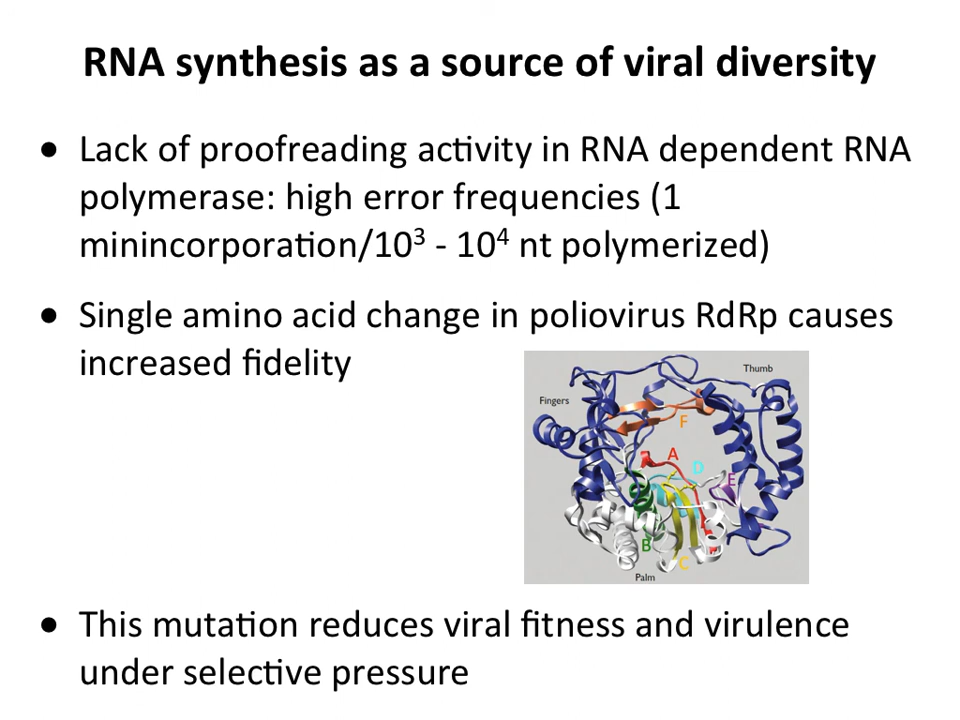 RNA synthesis as a source of viral diversity
• Lack of proofreading activity in RNA dependent RNA
polymerase: high error frequencies (1
minincorporation/10³ - 10⁴ nt polymerized)
• Single amino acid change in poliovirus RdRp causes
increased fidelity
Thumb
Fingers
F
A
D
E
B
C
Palm
• This mutation reduces viral fitness and virulence
under selective pressure